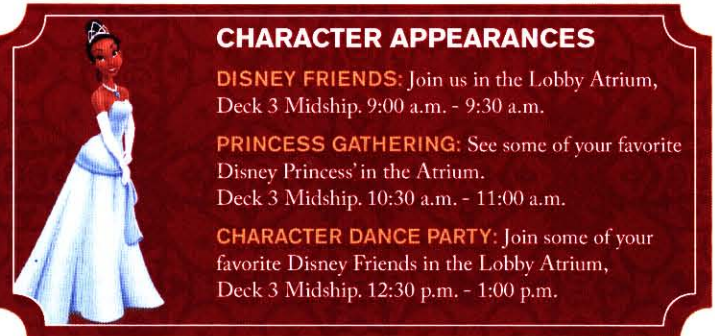 CHARACTER APPEARANCES
DISNEY FRIENDS: Join us in the Lobby Atrium,
Deck 3 Midship. 9:00 a.m. - 9:30 a.m.
PRINCESS GATHERING: See some of your favorite
Disney Princess' in the Atrium.
Deck 3 Midship. 10:30 a.m. - 11:00 a.m.
CHARACTER DANCE PARTY: Join some of your
favorite Disney Friends in the Lobby Atrium,
Deck 3 Midship. 12:30 p.m. - 1:00 p.m.